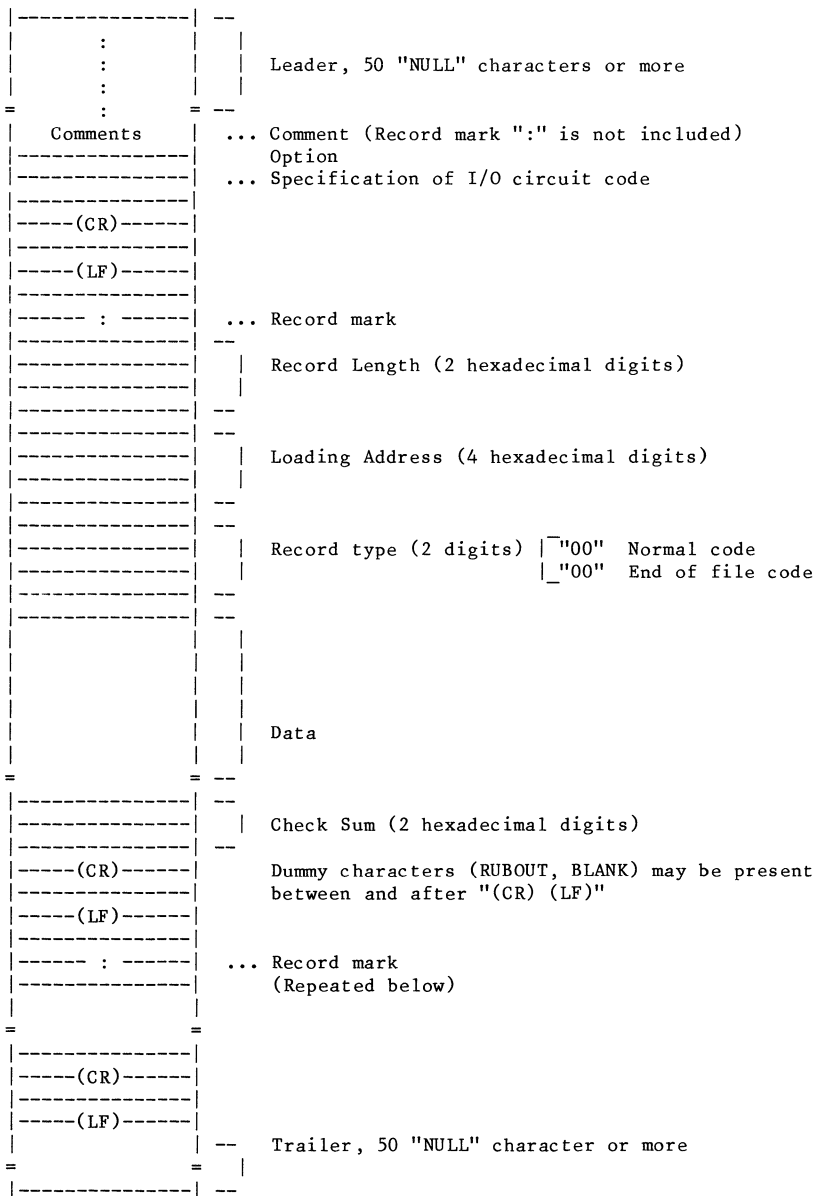 :
:
:
Leader, 50 "NULL" characters or more
:
Comments ... Comment (Record mark ":" is not included)
Option
... Specification of I/O circuit code
(CR)
(LF)
: ... Record mark
Record Length (2 hexadecimal digits)
Loading Address (4 hexadecimal digits)
Record type (2 digits) "00" Normal code
"00" End of file code
Data
Check Sum (2 hexadecimal digits)
(CR) Dummy characters (RUBOUT, BLANK) may be present
between and after "(CR) (LF)"
(LF)
: ... Record mark
(Repeated below)
(CR)
(LF)
Trailer, 50 "NULL" character or more